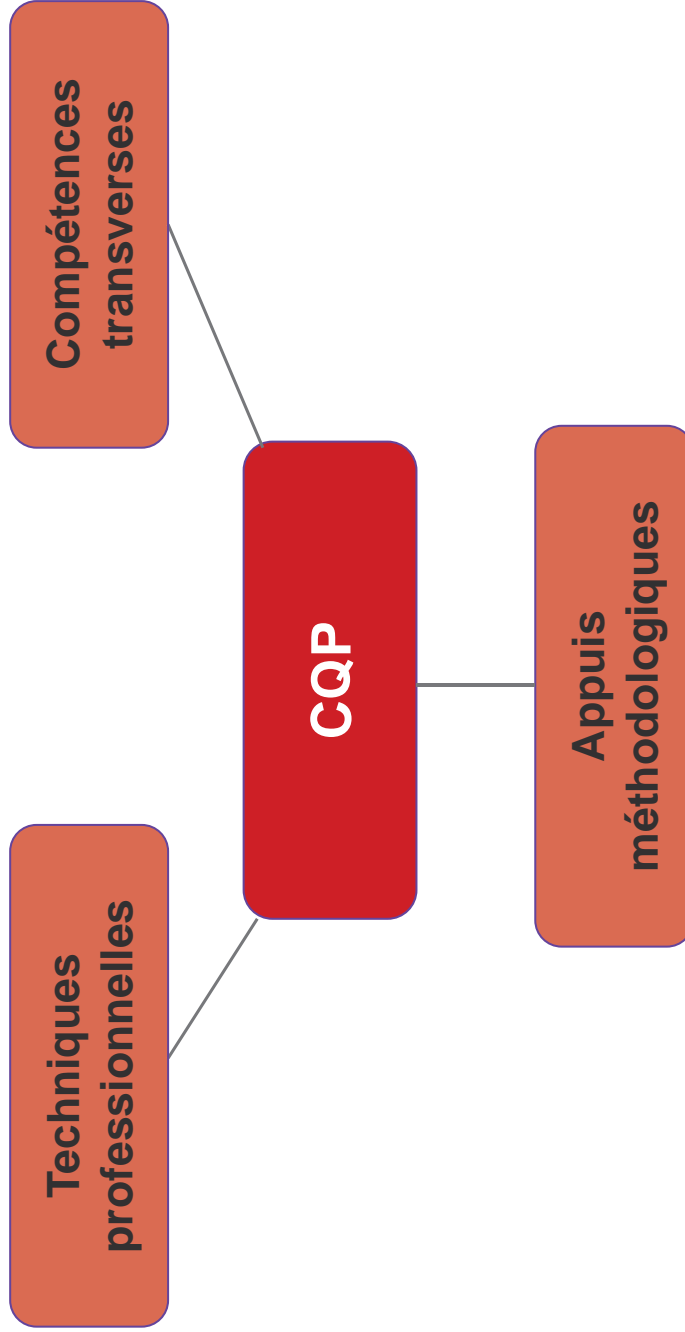 Techniques
professionnelles
Compétences
transverses
CQP
Appuis
méthodologiques